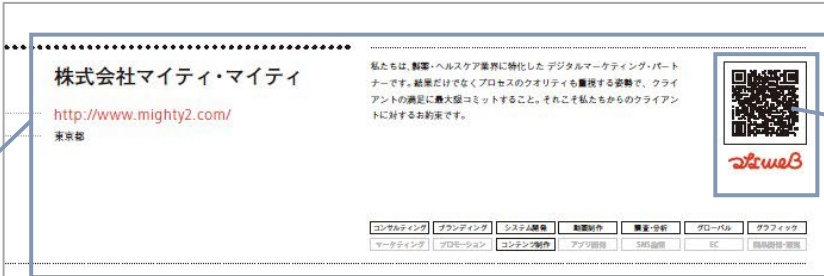 株式会社マイティ・マイティ
http://www.mighty2.com/
東京都
私たちは、製薬・ヘルスケア業界に特化した デジタルマーケティング・パート
ナーです。結果だけでなくプロセスのクオリティも重視する姿勢で、クライ
アントの満足に最大限コミットすること。それこそ私たちからのクライアン
トに対するお約束です。
つなweB
コンサルティング ブランディング システム開発 動画制作 調査・分析 グローバル グラフィック
マーケティング プロモーション コンテンツ制作 アプリ開発 SNS展開 EC